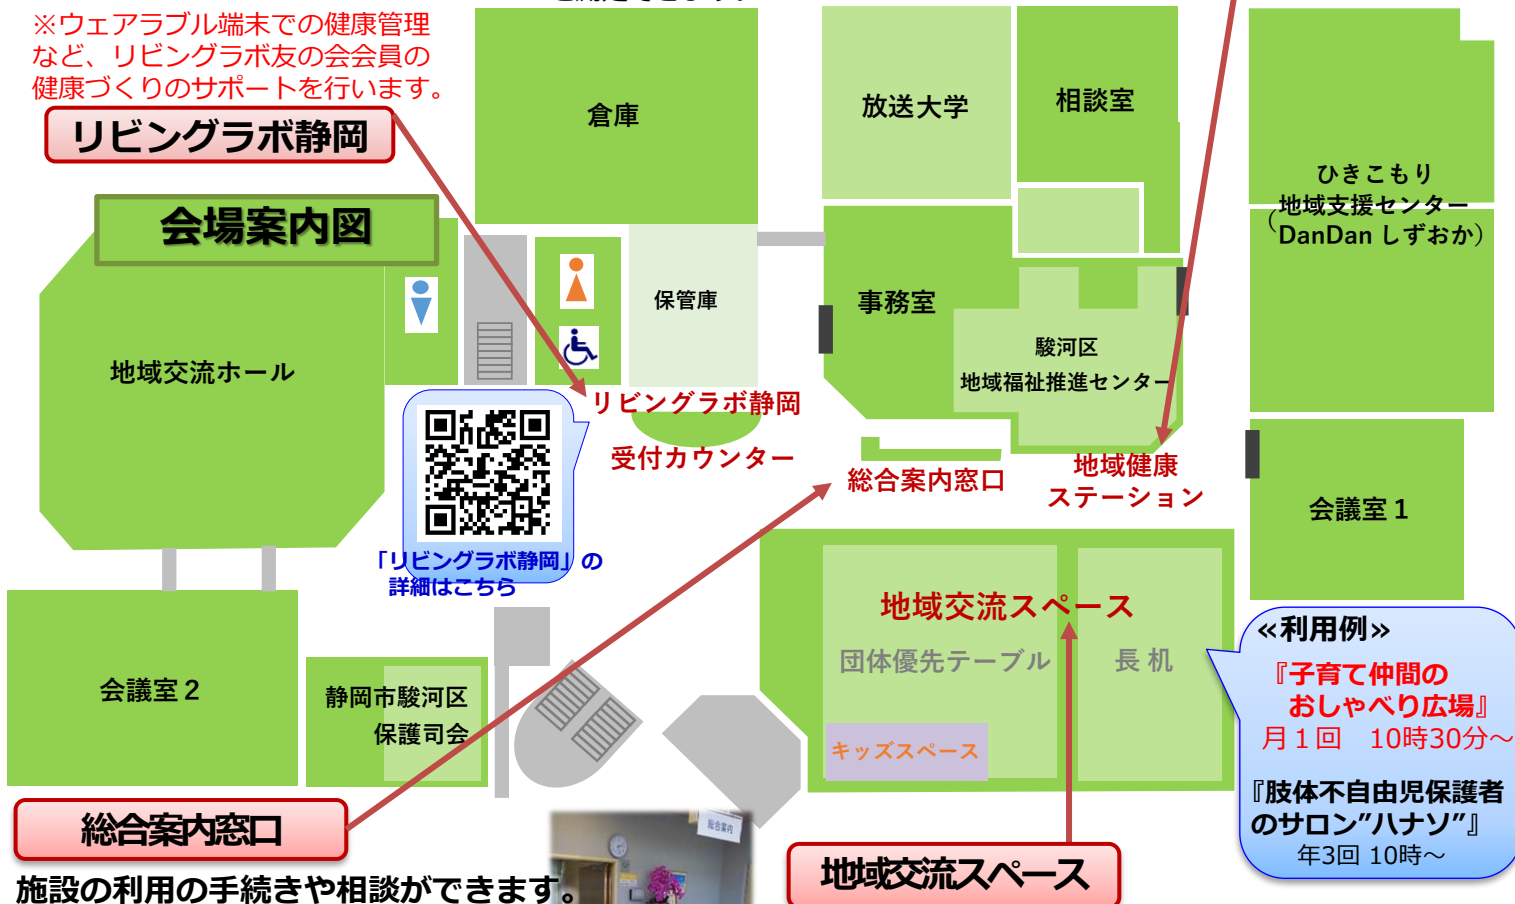 ※ウェアラブル端末での健康管理
など、リビングラボ友の会会員の
健康づくりのサポートを行います。
リビングラボ静岡
会場案内図
倉庫
放送大学
相談室
ひきこもり
地域支援センター
(DanDan しずおか)
保管庫
事務室
駿河区
地域福祉推進センター
地域交流ホール
リビングラボ静岡
受付カウンター
総合案内窓口
地域健康
ステーション
会議室1
「リビングラボ静岡」の
詳細はこちら
地域交流スペース
団体優先テーブル
長机
キッズスペース
≪利用例≫
『子育て仲間の
おしゃべり広場』
月1回 10時30分～
『肢体不自由児保護者
のサロン”ハナソ”』
年3回 10時～
会議室2
静岡市駿河区
保護司会
総合案内窓口
施設の利用の手続きや相談ができます。
総合案内
地域交流スペース